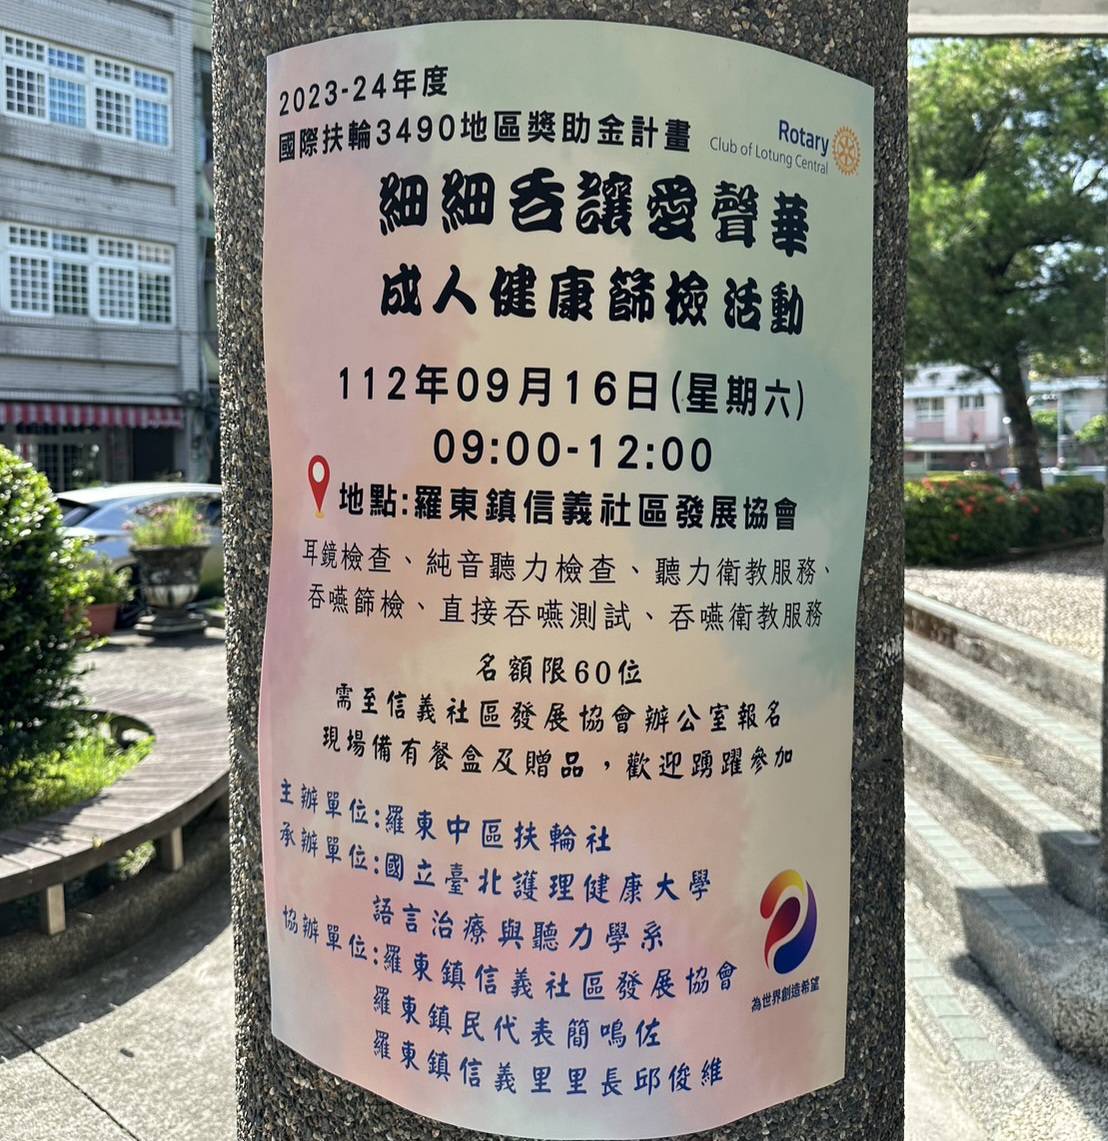 2023-24年度
國際扶輪3490地區獎助金計畫
Rotary
Club of Lotung Central
細細吞讓愛聲華
成人健康篩檢活動
112年09月16日(星期六)
09:00-12:00
地點:羅東鎮信義社區發展協會
耳鏡檢查、純音聽力檢查、聽力衛教服務、
吞嚥篩檢、直接吞嚥測試、吞嚥衛教服務
名額限60位
需至信義社區發展協會辦公室報名
現場備有餐盒及贈品，歡迎踴躍參加
主辦單位:羅東中區扶輪社
承辦單位:國立臺北護理健康大學
語言治療與聽力學系
協辦單位:羅東鎮信義社區發展協會
羅東鎮民代表簡鳴佐
羅東鎮信義里里長邱俊維
為世界創造希望